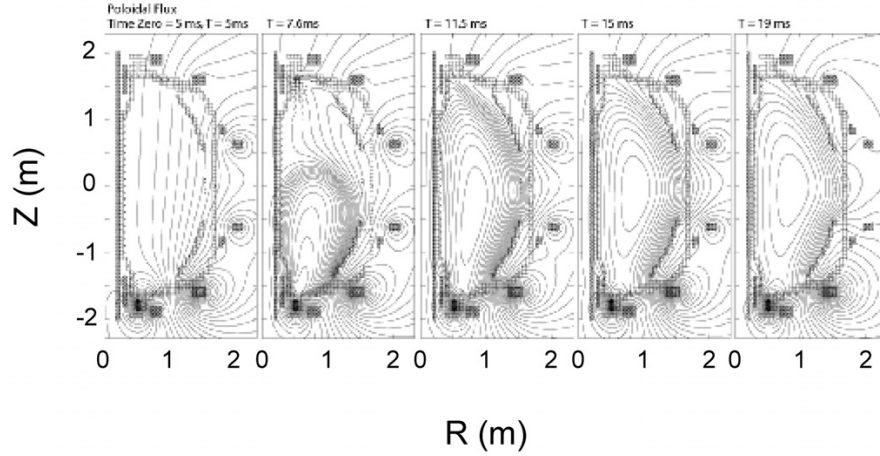 Poloidal Flux
Time Zero = 5 ms, T = 5ms
T = 7.6ms
T = 11.5 ms
T = 15 ms
T = 19 ms
Z (m)
2
1
0
-1
-2
0 1 2 0 1 2 0 1 2 0 1 2 0 1 2
R (m)